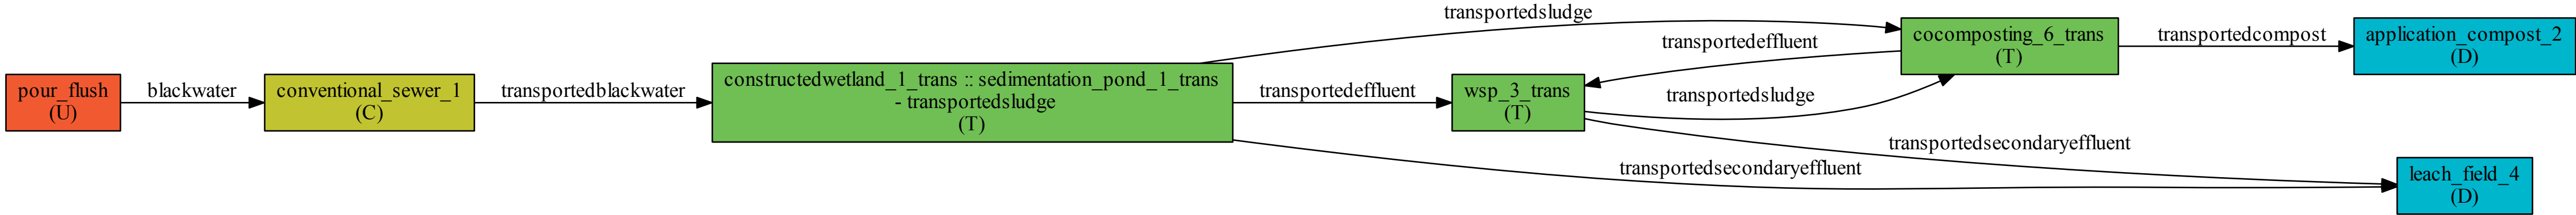 pour_flush
(U)
blackwater
conventional_sewer_1
(C)
transportedblackwater
constructedwetland_1_trans :: sedimentation_pond_1_trans
- transportedsludge
(T)
transportedsludge
transportedeffluent
wsp_3_trans
(T)
transportedeffluent
transportedsludge
cocomposting_6_trans
(T)
transportedcompost
application_compost_2
(D)
transportedsecondaryeffluent
transportedsecondaryeffluent
leach_field_4
(D)